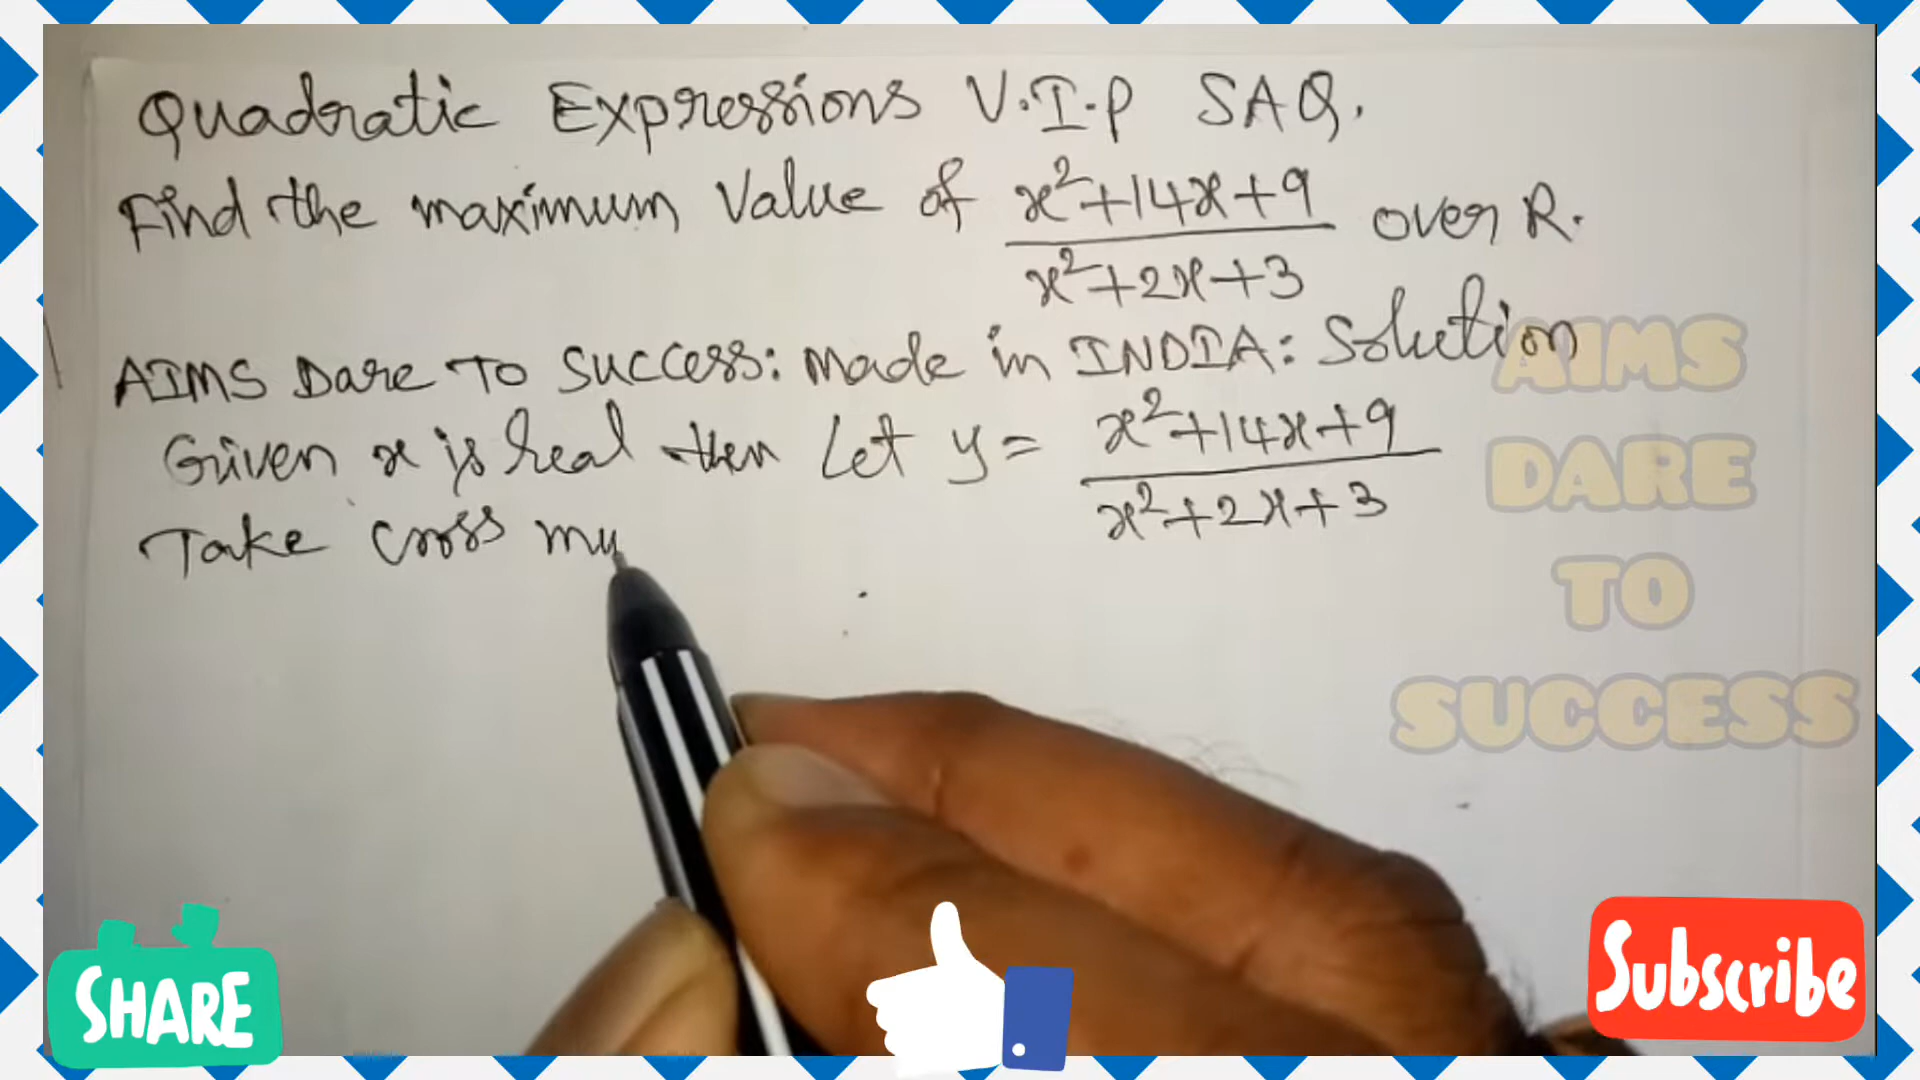 Quadratic Expressions V.I.P SAQ.
Find the maximum Value of x²+14x+9 / x²+2x+3 over R.
AIMS Dare To Success: Made in INDIA: Solution
Given x is real then Let y = x²+14x+9 / x²+2x+3
Take cross mu
AIMS
DARE
TO
SUCCESS
SHARE
Subscribe